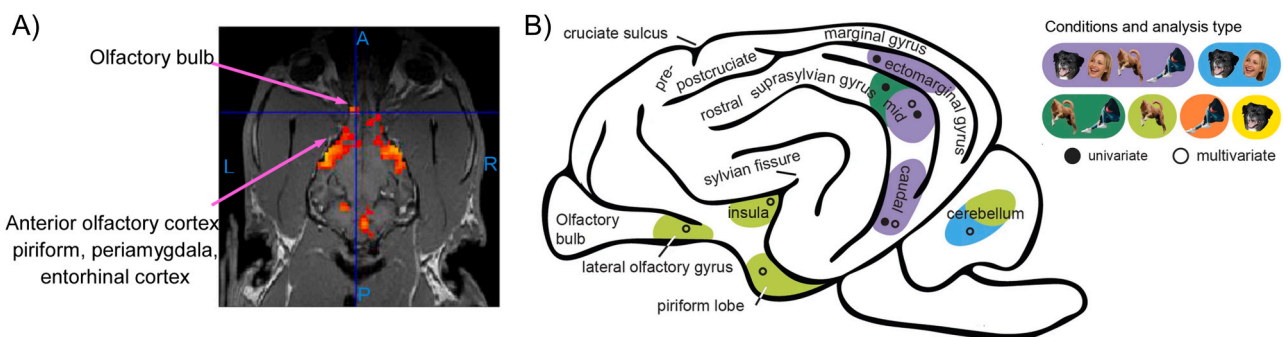 A)
Olfactory bulb
Anterior olfactory cortex
piriform, periamygdala,
entorhinal cortex
A
L
R
P
B)
cruciate sulcus
pre-
postcruciate
marginal gyrus
ectomarginal gyrus
rostral
suprasylvian gyrus
mid
caudal
sylvian fissure
insula
Olfactory
bulb
lateral olfactory gyrus
piriform lobe
cerebellum
Conditions and analysis type
univariate
multivariate